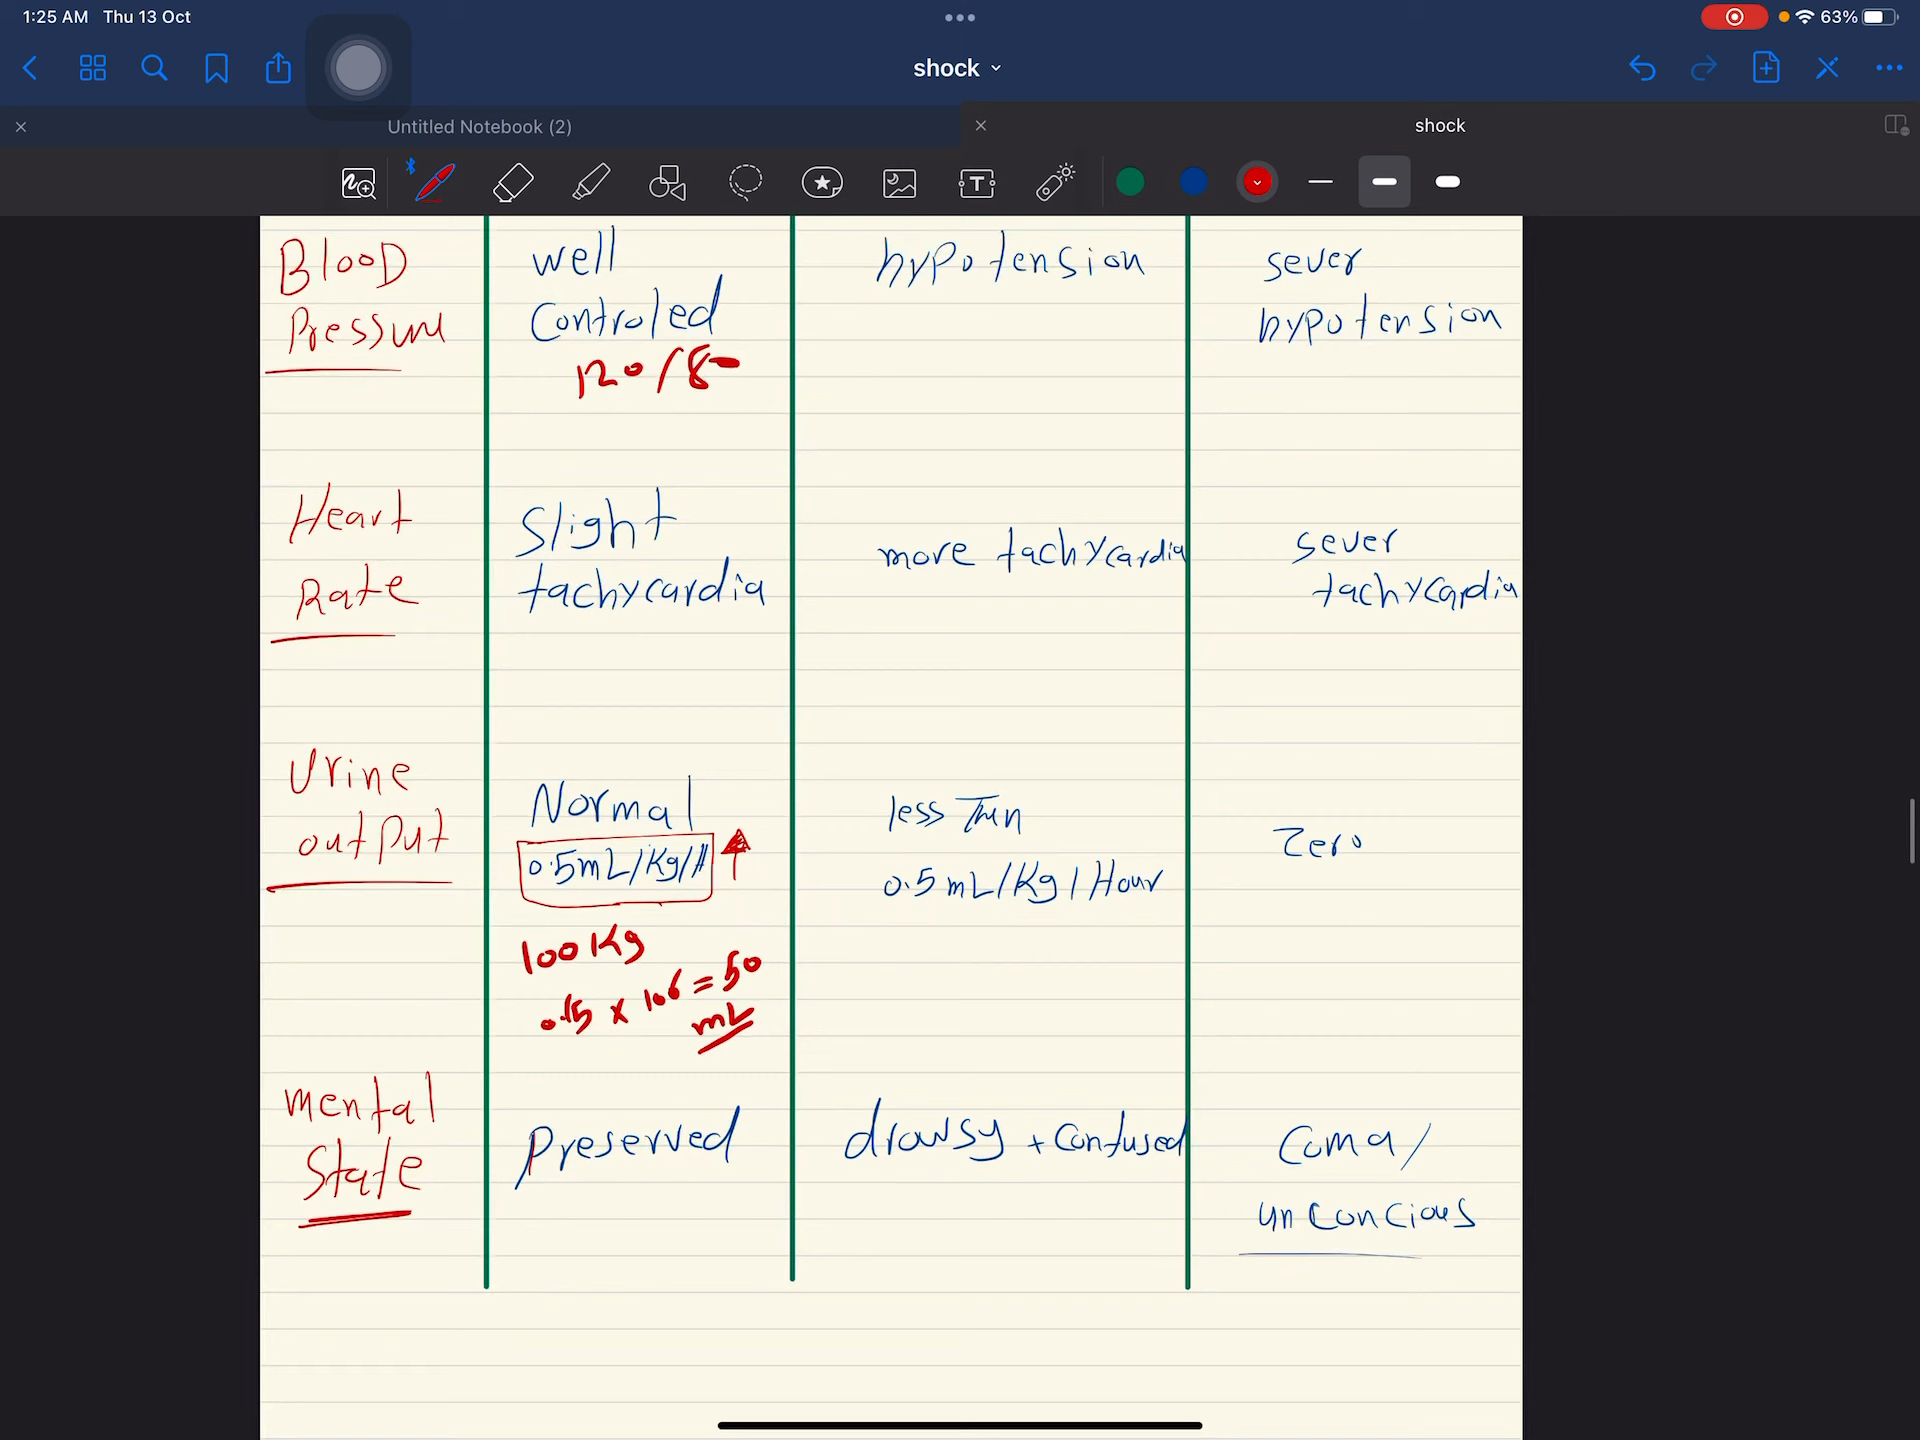 1:25 AM Thu 13 Oct
63%
shock
Untitled Notebook (2)
shock
BlooD
Pressure
well
Controled
120/80
hypotension
sever
hypotension
Heart
Rate
Slight
tachycardia
more tachycardia
sever
tachycardia
Urine
outPut
Normal
0.5mL/Kg/H
100Kg
0.5 x 100 = 50
mL
less Than
0.5mL/Kg/Hour
Zero
mental
State
Preserved
drowsy + Confused
Coma/
unConcious